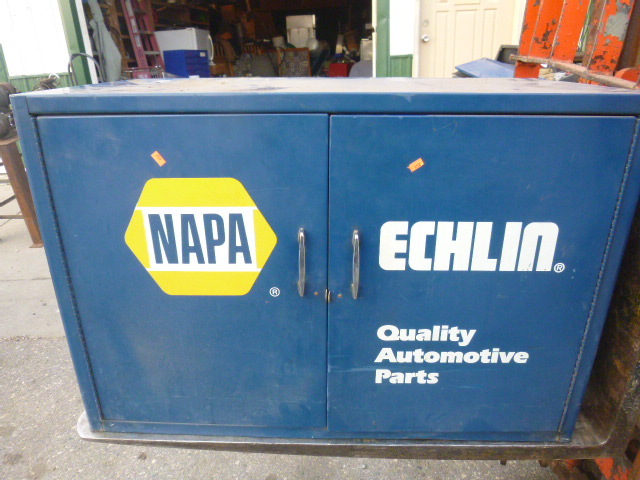 NAPA
®
ECHLIN®
Quality
Automotive
Parts